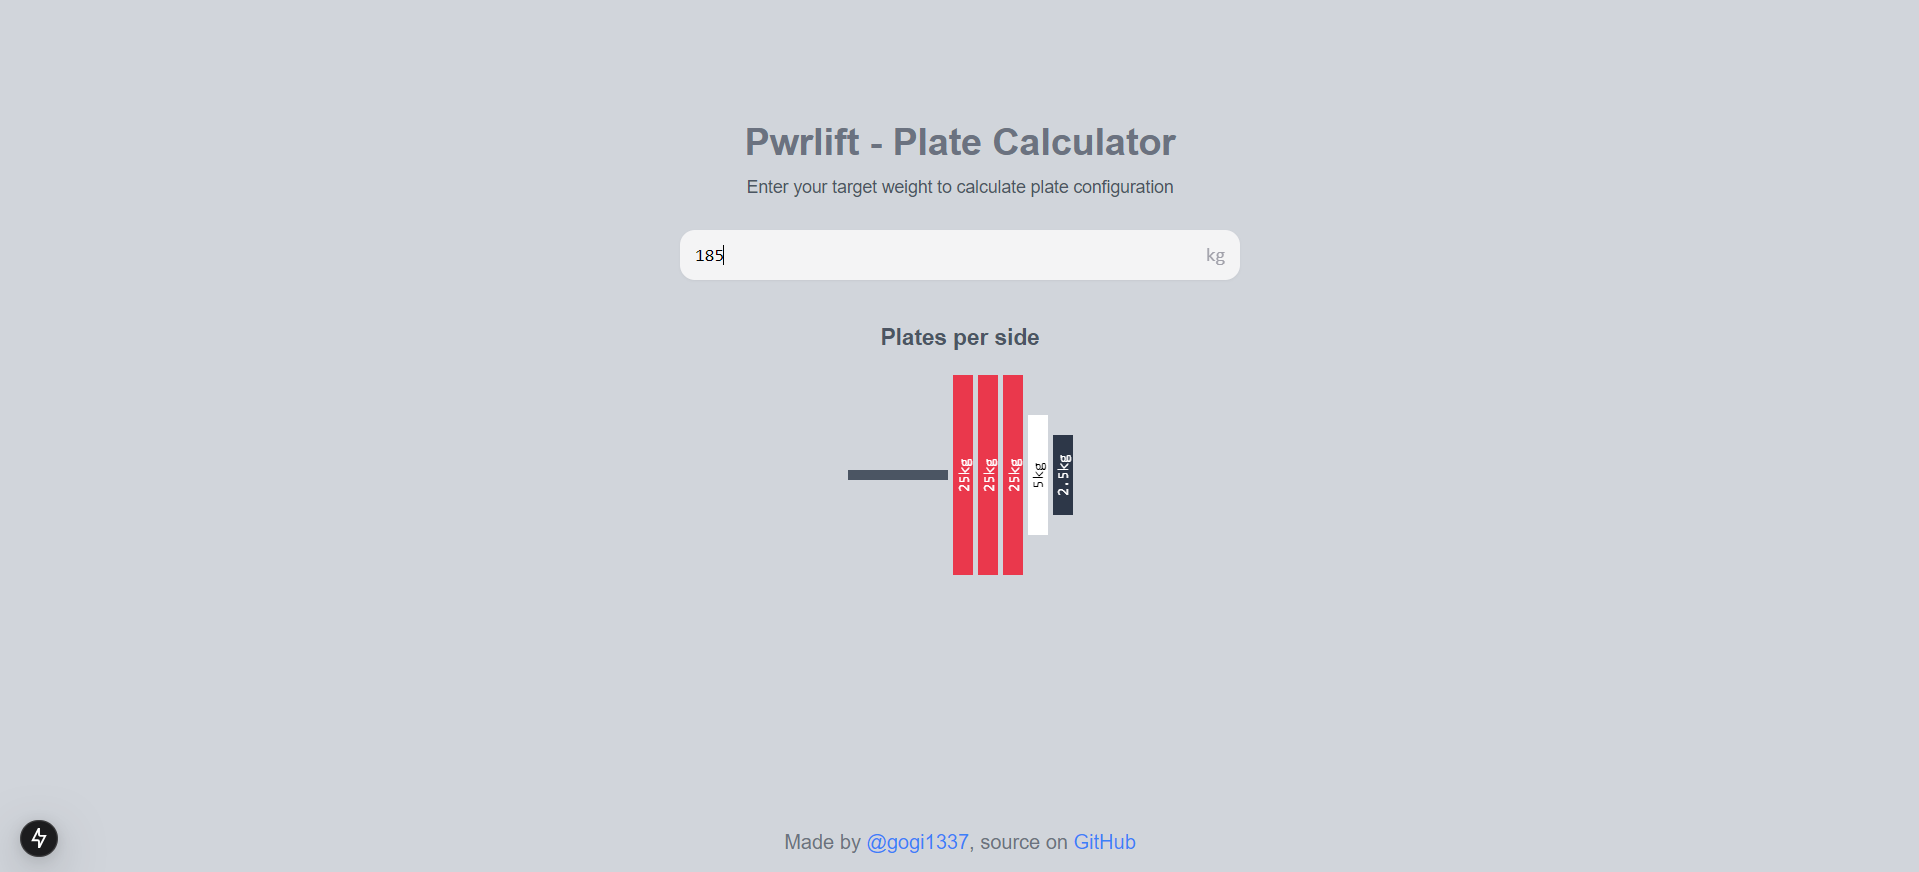 Pwrlift - Plate Calculator
Enter your target weight to calculate plate configuration
185 kg
Plates per side
25kg
25kg
25kg
5kg
2.5kg
Made by @gogi1337, source on GitHub